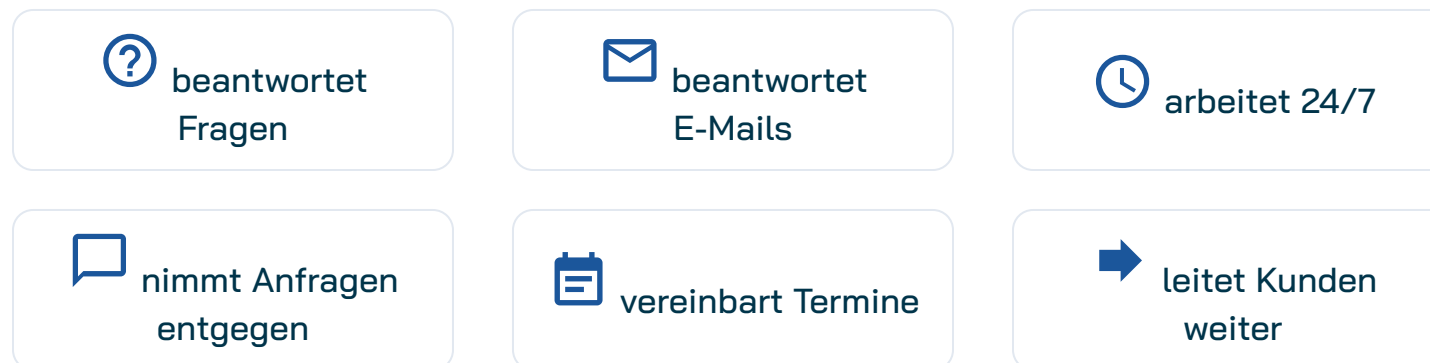 beantwortet
Fragen
beantwortet
E-Mails
arbeitet 24/7
nimmt Anfragen
entgegen
vereinbart Termine
leitet Kunden
weiter